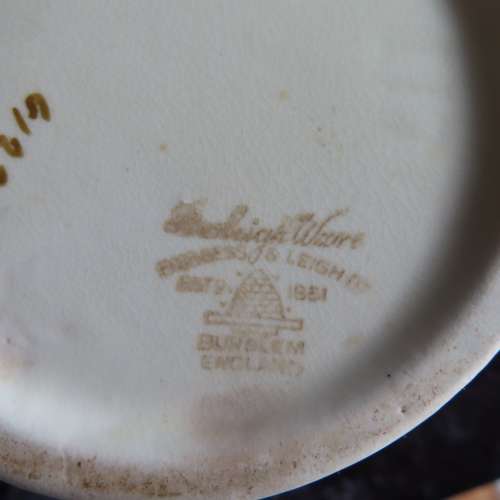 Burleigh Ware
BURGESS & LEIGH LTD
ESTD. 1851
BURSLEM
ENGLAND